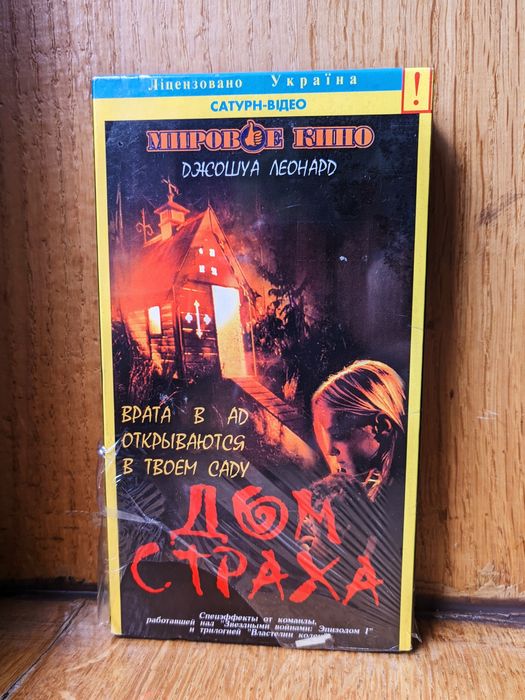 Ліцензовано Україна
САТУРН-ВІДЕО
!
МИРОВОЕ КИНО
ДЖОШУА ЛЕОНАРД
ВРАТА В АД
ОТКРЫВАЮТСЯ
В ТВОЕМ САДУ
ДОМ
СТРАХА
Спецэффекты от команды,
работавшей над "Звездными войнами: Эпизодом I"
и трилогией "Властелин колец"